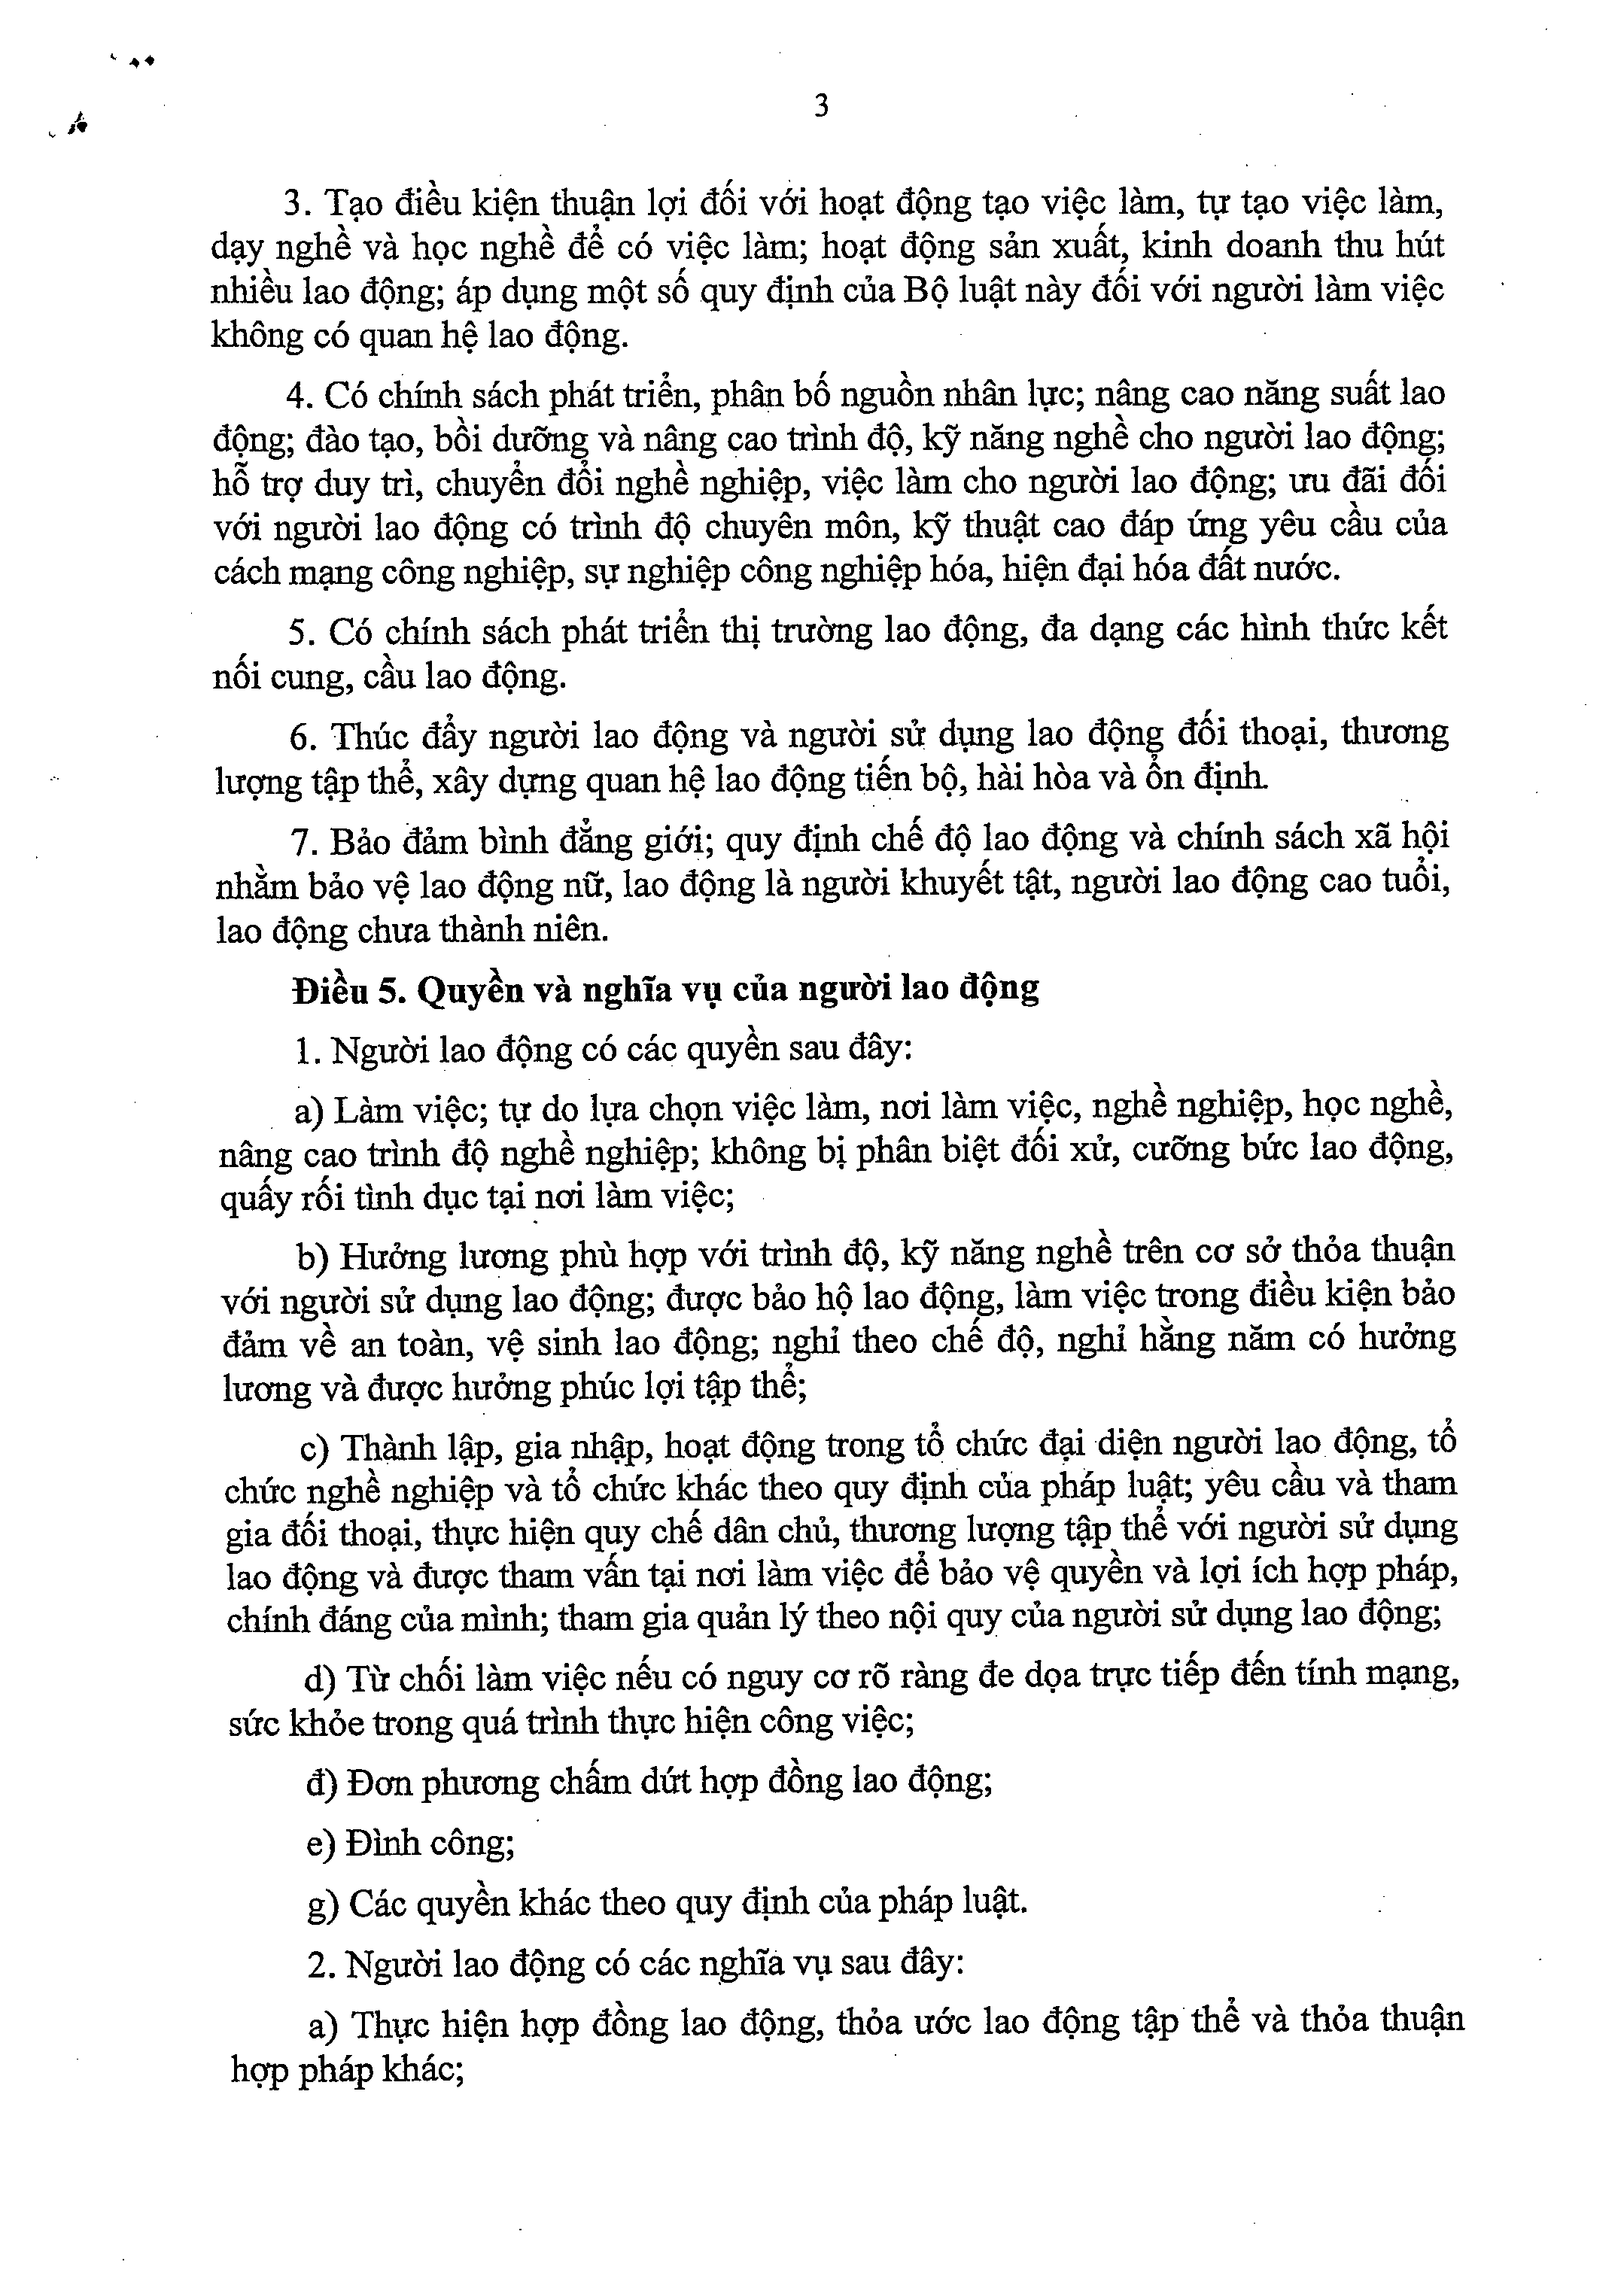 3
3. Tạo điều kiện thuận lợi đối với hoạt động tạo việc làm, tự tạo việc làm,
dạy nghề và học nghề để có việc làm; hoạt động sản xuất, kinh doanh thu hút
nhiều lao động; áp dụng một số quy định của Bộ luật này đối với người làm việc
không có quan hệ lao động.
4. Có chính sách phát triển, phân bố nguồn nhân lực; nâng cao năng suất lao
động; đào tạo, bồi dưỡng và nâng cao trình độ, kỹ năng nghề cho người lao động;
hỗ trợ duy trì, chuyển đổi nghề nghiệp, việc làm cho người lao động; ưu đãi đối
với người lao động có trình độ chuyên môn, kỹ thuật cao đáp ứng yêu cầu của
cách mạng công nghiệp, sự nghiệp công nghiệp hóa, hiện đại hóa đất nước.
5. Có chính sách phát triển thị trường lao động, đa dạng các hình thức kết
nối cung, cầu lao động.
6. Thúc đẩy người lao động và người sử dụng lao động đối thoại, thương
lượng tập thể, xây dựng quan hệ lao động tiến bộ, hài hòa và ổn định.
7. Bảo đảm bình đẳng giới; quy định chế độ lao động và chính sách xã hội
nhằm bảo vệ lao động nữ, lao động là người khuyết tật, người lao động cao tuổi,
lao động chưa thành niên.
Điều 5. Quyền và nghĩa vụ của người lao động
1. Người lao động có các quyền sau đây:
a) Làm việc; tự do lựa chọn việc làm, nơi làm việc, nghề nghiệp, học nghề,
nâng cao trình độ nghề nghiệp; không bị phân biệt đối xử, cưỡng bức lao động,
quấy rối tình dục tại nơi làm việc;
b) Hưởng lương phù hợp với trình độ, kỹ năng nghề trên cơ sở thỏa thuận
với người sử dụng lao động; được bảo hộ lao động, làm việc trong điều kiện bảo
đảm về an toàn, vệ sinh lao động; nghỉ theo chế độ, nghỉ hằng năm có hưởng
lương và được hưởng phúc lợi tập thể;
c) Thành lập, gia nhập, hoạt động trong tổ chức đại diện người lao động, tổ
chức nghề nghiệp và tổ chức khác theo quy định của pháp luật; yêu cầu và tham
gia đối thoại, thực hiện quy chế dân chủ, thương lượng tập thể với người sử dụng
lao động và được tham vấn tại nơi làm việc để bảo vệ quyền và lợi ích hợp pháp,
chính đáng của mình; tham gia quản lý theo nội quy của người sử dụng lao động;
d) Từ chối làm việc nếu có nguy cơ rõ ràng đe dọa trực tiếp đến tính mạng,
sức khỏe trong quá trình thực hiện công việc;
đ) Đơn phương chấm dứt hợp đồng lao động;
e) Đình công;
g) Các quyền khác theo quy định của pháp luật.
2. Người lao động có các nghĩa vụ sau đây:
a) Thực hiện hợp đồng lao động, thỏa ước lao động tập thể và thỏa thuận
hợp pháp khác;